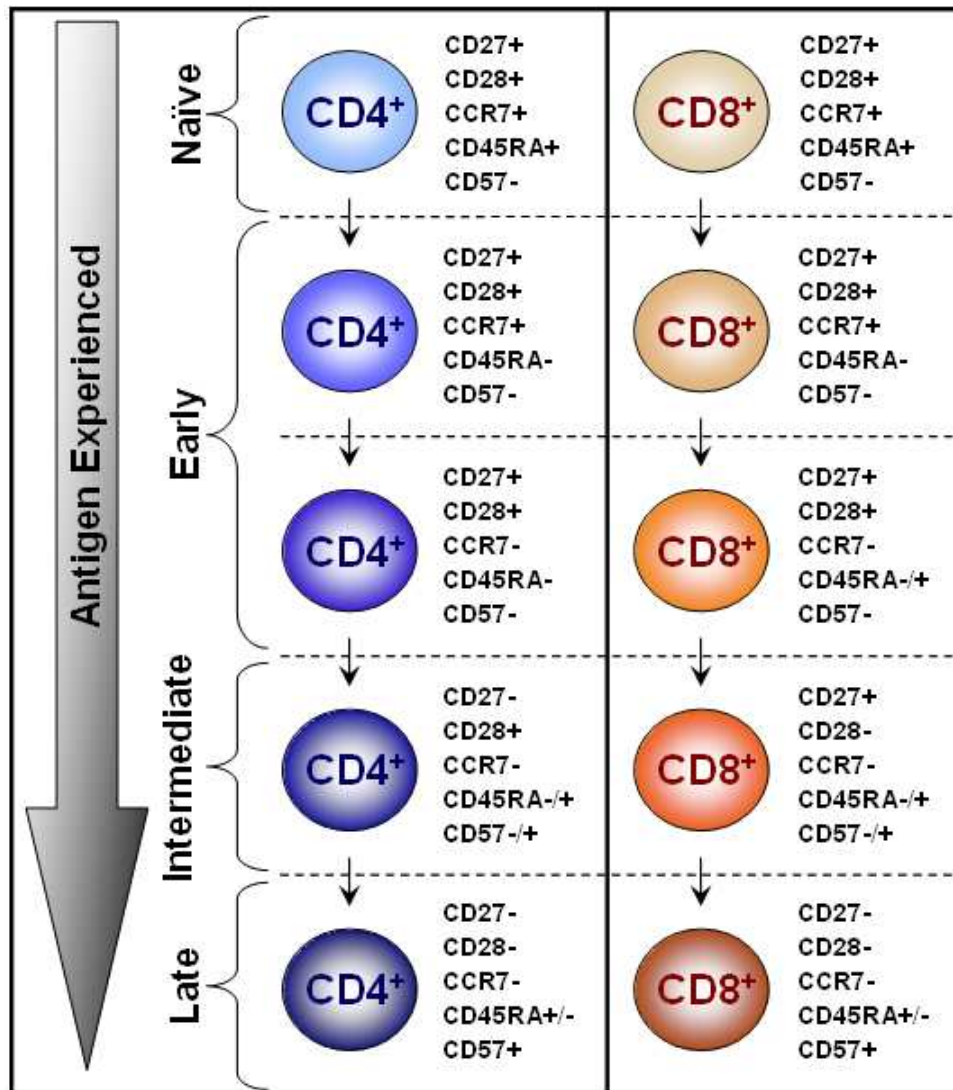 Antigen Experienced
Naïve
CD4+
CD27+
CD28+
CCR7+
CD45RA+
CD57-
CD8+
CD27+
CD28+
CCR7+
CD45RA+
CD57-
Early
CD4+
CD27+
CD28+
CCR7+
CD45RA-
CD57-
CD8+
CD27+
CD28+
CCR7+
CD45RA-
CD57-
CD4+
CD27+
CD28+
CCR7-
CD45RA-
CD57-
CD8+
CD27+
CD28+
CCR7-
CD45RA-/+
CD57-
Intermediate
CD4+
CD27-
CD28+
CCR7-
CD45RA-/+
CD57-/+
CD8+
CD27+
CD28-
CCR7-
CD45RA-/+
CD57-/+
Late
CD4+
CD27-
CD28-
CCR7-
CD45RA+/-
CD57+
CD8+
CD27-
CD28-
CCR7-
CD45RA+/-
CD57+